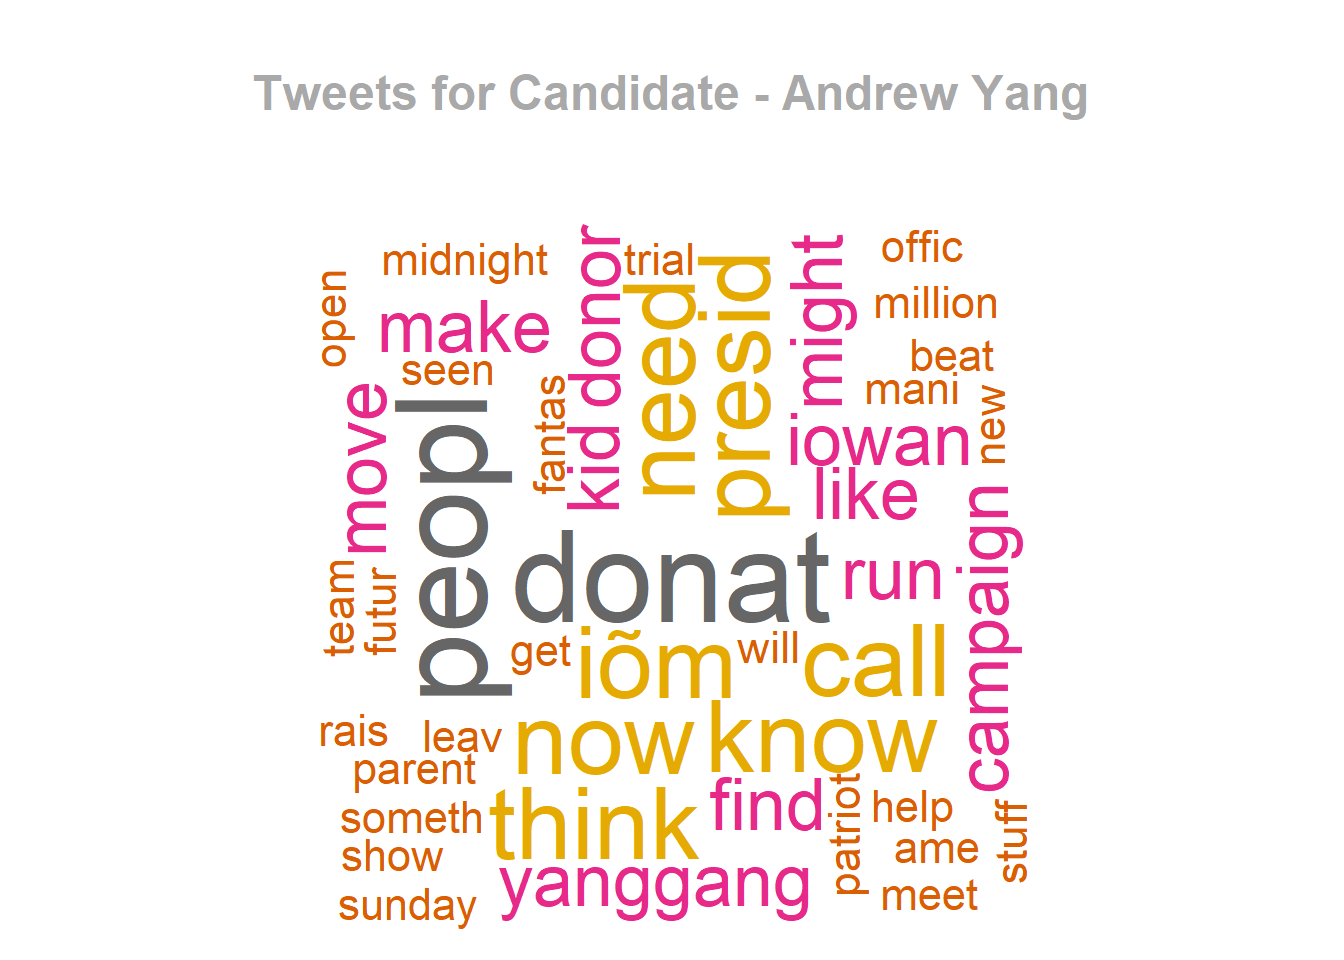 Tweets for Candidate - Andrew Yang
midnight
donor
trial
might
offic
open
make
need
presid
million
seen
beat
mani
new
move
peopl
fantas
kid
iowan
like
campaign
donat
run
team
futur
get
iõm
will
call
rais
leav
now
know
parent
find
someth
think
patriot
help
stuff
show
yanggang
ame
sunday
meet